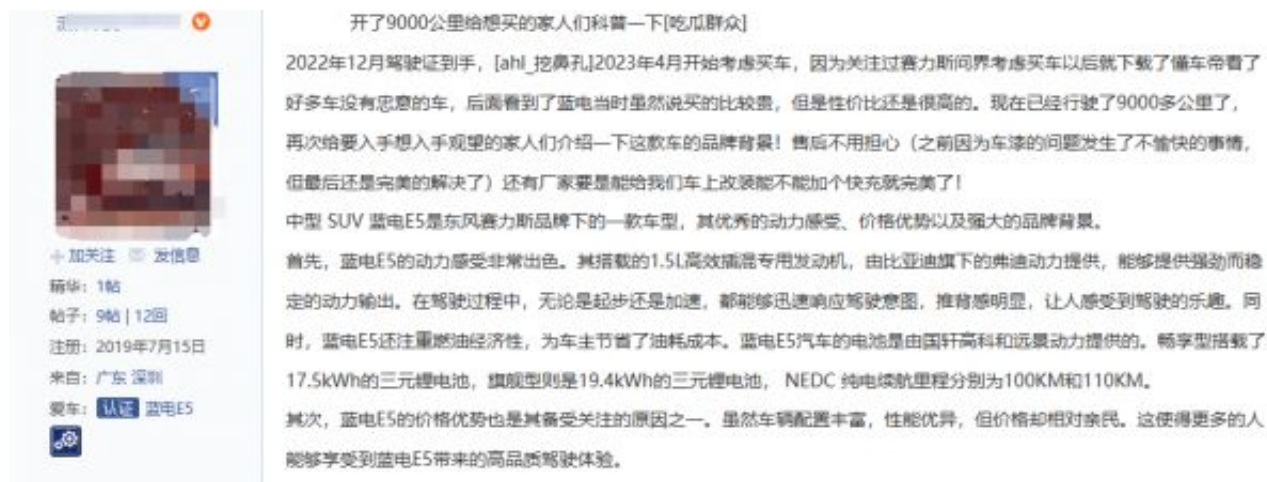 开了9000公里给想买的家人们科普一下[吃瓜群众]
2022年12月驾驶证到手，[ahl_挖鼻孔]2023年4月开始考虑买车，因为关注过赛力斯问界考虑买车以后就下载了懂车帝看了
好多车没有忠意的车，后面看到了蓝电当时虽然说买的比较贵，但是性价比还是很高的。现在已经行驶了9000多公里了，
再次给要入手想入手观望的家人们介绍一下这款车的品牌背景！售后不用担心（之前因为车漆的问题发生了不愉快的事情，
但最后还是完美的解决了）还有厂家要是能给我们车上改装能不能加个快充就完美了！
中型 SUV 蓝电E5是东风赛力斯品牌下的一款车型，其优秀的动力感受、价格优势以及强大的品牌背景。
首先，蓝电E5的动力感受非常出色。其搭载的1.5L高效插混专用发动机，由比亚迪旗下的弗迪动力提供，能够提供强劲而稳
定的动力输出。在驾驶过程中，无论是起步还是加速，都能够迅速响应驾驶意图，推背感明显，让人感受到驾驶的乐趣。同
时，蓝电E5还注重燃油经济性，为车主节省了油耗成本。蓝电E5汽车的电池是由国轩高科和远景动力提供的。畅享型搭载了
17.5kWh的三元锂电池，旗舰型则是19.4kWh的三元锂电池， NEDC 纯电续航里程分别为100KM和110KM。
其次，蓝电E5的价格优势也是其备受关注的原因之一。虽然车辆配置丰富，性能优异，但价格却相对亲民。这使得更多的人
能够享受到蓝电E5带来的高品质驾驶体验。
+加关注 发信息
精华：1帖
帖子：9帖 | 12回
注册：2019年7月15日
来自：广东 深圳
爱车：认证 蓝电E5